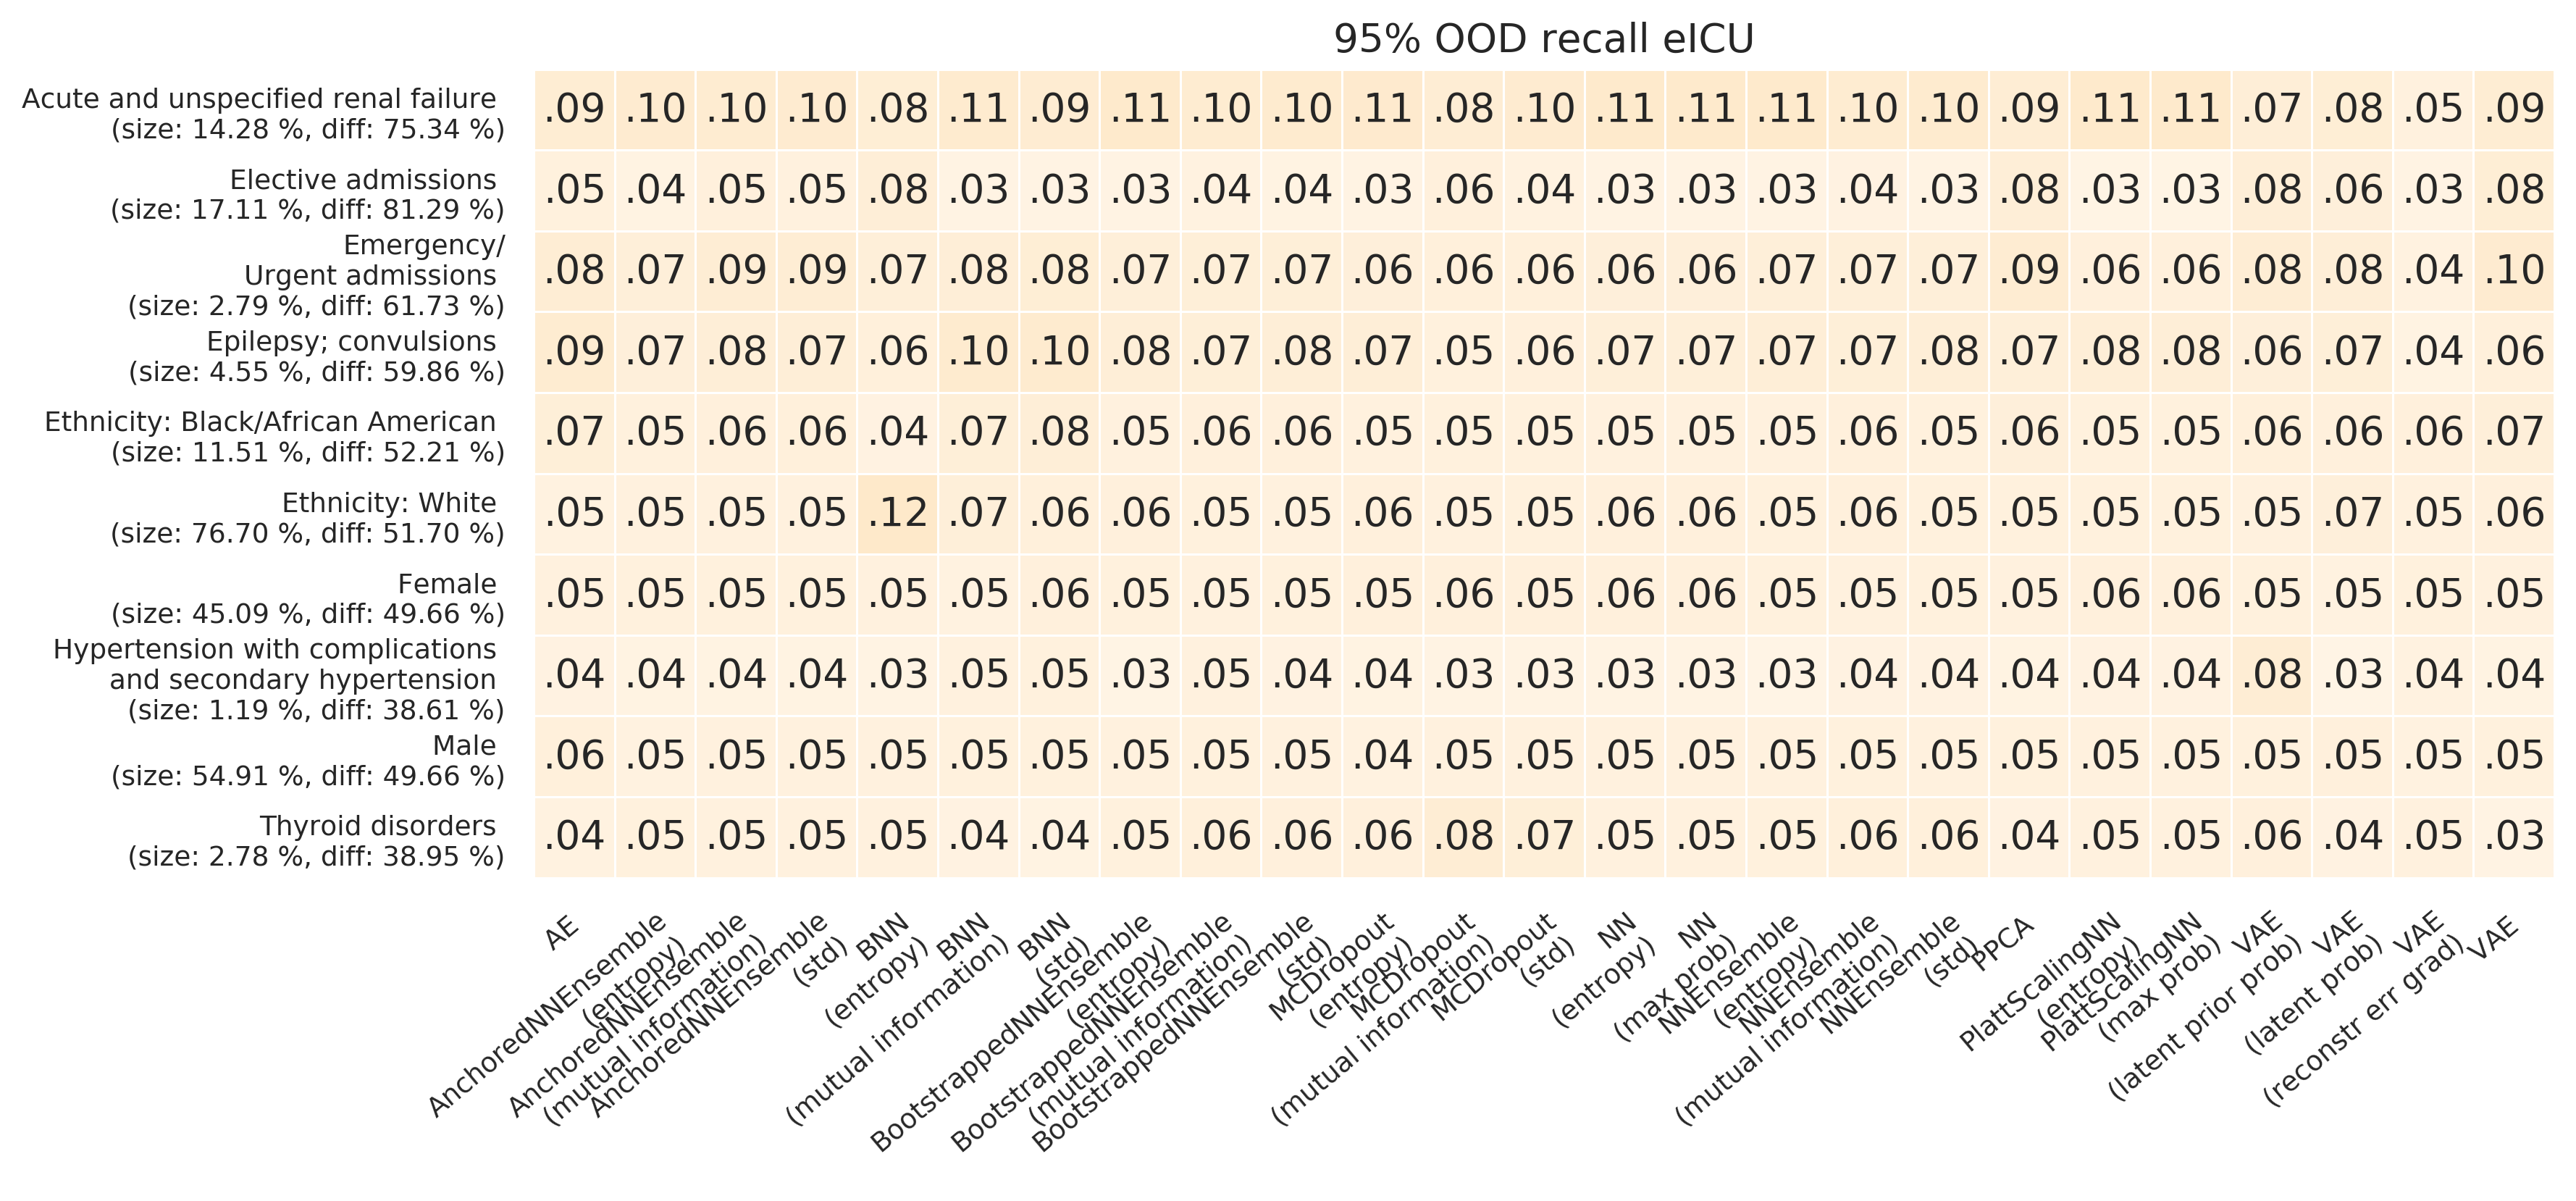 95% OOD recall eICU
Acute and unspecified renal failure
(size: 14.28 %, diff: 75.34 %)
.09 .10 .10 .10 .08 .11 .09 .11 .10 .10 .11 .08 .10 .11 .11 .11 .10 .10 .09 .11 .11 .07 .08 .05 .09
Elective admissions
(size: 17.11 %, diff: 81.29 %)
.05 .04 .05 .05 .08 .03 .03 .03 .04 .04 .03 .06 .04 .03 .03 .03 .04 .03 .08 .03 .03 .08 .06 .03 .08
Emergency/
Urgent admissions
(size: 2.79 %, diff: 61.73 %)
.08 .07 .09 .09 .07 .08 .08 .07 .07 .07 .06 .06 .06 .06 .06 .07 .07 .07 .09 .06 .06 .08 .08 .04 .10
Epilepsy; convulsions
(size: 4.55 %, diff: 59.86 %)
.09 .07 .08 .07 .06 .10 .10 .08 .07 .08 .07 .05 .06 .07 .07 .07 .07 .08 .07 .08 .08 .06 .07 .04 .06
Ethnicity: Black/African American
(size: 11.51 %, diff: 52.21 %)
.07 .05 .06 .06 .04 .07 .08 .05 .06 .06 .05 .05 .05 .05 .05 .05 .06 .05 .06 .05 .05 .06 .06 .06 .07
Ethnicity: White
(size: 76.70 %, diff: 51.70 %)
.05 .05 .05 .05 .12 .07 .06 .06 .05 .05 .06 .05 .05 .06 .06 .05 .06 .05 .05 .05 .05 .05 .07 .05 .06
Female
(size: 45.09 %, diff: 49.66 %)
.05 .05 .05 .05 .05 .05 .06 .05 .05 .05 .05 .06 .05 .06 .06 .05 .05 .05 .05 .06 .06 .05 .05 .05 .05
Hypertension with complications
and secondary hypertension
(size: 1.19 %, diff: 38.61 %)
.04 .04 .04 .04 .03 .05 .05 .03 .05 .04 .04 .03 .03 .03 .03 .03 .04 .04 .04 .04 .04 .08 .03 .04 .04
Male
(size: 54.91 %, diff: 49.66 %)
.06 .05 .05 .05 .05 .05 .05 .05 .05 .05 .04 .05 .05 .05 .05 .05 .05 .05 .05 .05 .05 .05 .05 .05 .05
Thyroid disorders
(size: 2.78 %, diff: 38.95 %)
.04 .05 .05 .05 .05 .04 .04 .05 .06 .06 .06 .08 .07 .05 .05 .05 .06 .06 .04 .05 .05 .06 .04 .05 .03
AE
AnchoredNNEnsemble
(entropy)
AnchoredNNEnsemble
(mutual information)
AnchoredNNEnsemble
(std)
BNN
(entropy)
BNN
(mutual information)
BNN
(std)
BootstrappedNNEnsemble
(entropy)
BootstrappedNNEnsemble
(mutual information)
BootstrappedNNEnsemble
(std)
MCDropout
(entropy)
MCDropout
(mutual information)
MCDropout
(std)
NN
(entropy)
NN
(max prob)
NNEnsemble
(entropy)
NNEnsemble
(mutual information)
NNEnsemble
(std)
PPCA
PlattScalingNN
(entropy)
PlattScalingNN
(max prob)
VAE
(latent prior prob)
VAE
(latent prob)
VAE
(reconstr err grad)
VAE